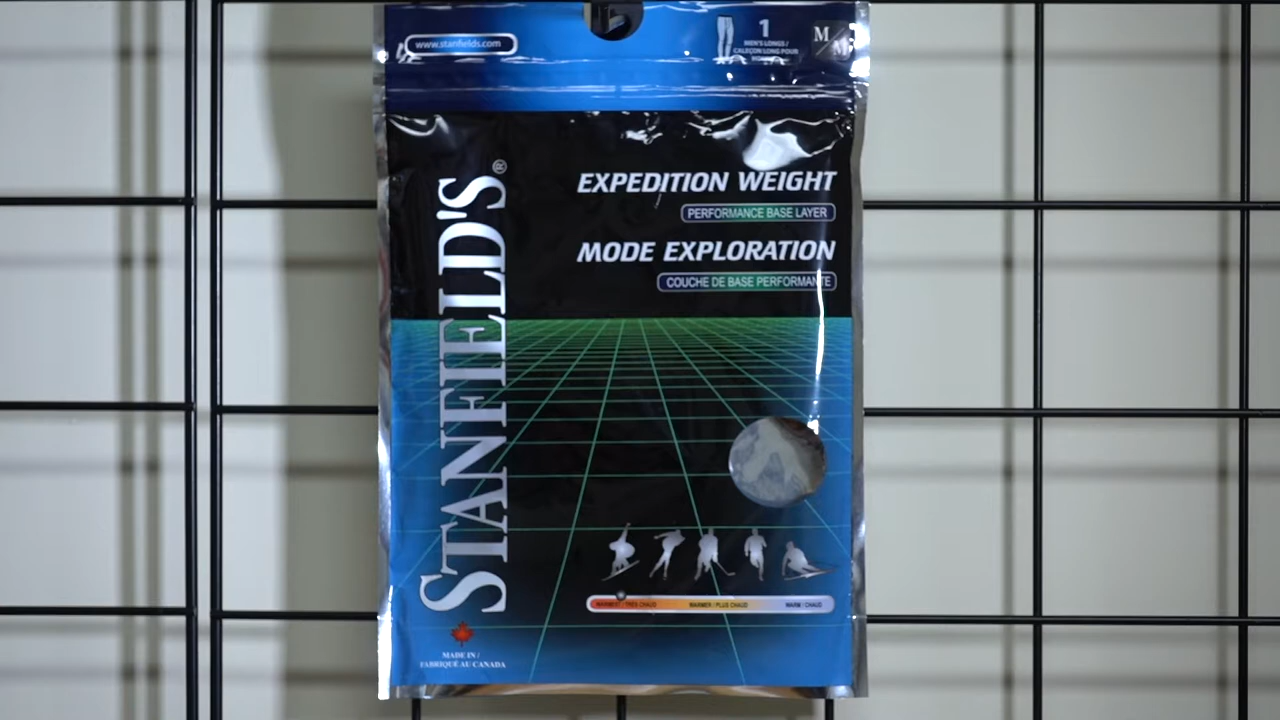 www.stanfields.com
1
MEN'S LONGS /
CALEÇON LONG POUR
M
M
STANFIELD'S®
EXPEDITION WEIGHT
PERFORMANCE BASE LAYER
MODE EXPLORATION
COUCHE DE BASE PERFORMANTE
WARMEST / TRÈS CHAUD WARMER / PLUS CHAUD WARM / CHAUD
MADE IN /
FABRIQUÉ AU CANADA